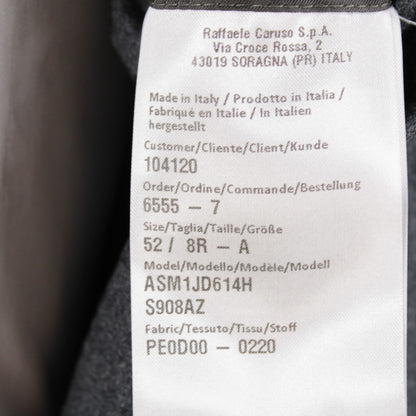 Raffaele Caruso S.p.A.
Via Croce Rossa, 2
43019 SORAGNA (PR) ITALY
Made in Italy / Prodotto in Italia /
Fabriqué en Italie / In Italien
hergestellt
Customer/Cliente/Client/Kunde
104120
Order/Ordine/Commande/Bestellung
6555 - 7
Size/Taglia/Taille/Größe
52 / 8R - A
Model/Modello/Modèle/Modell
ASM1JD614H
S908AZ
Fabric/Tessuto/Tissu/Stoff
PE0D00 - 0220